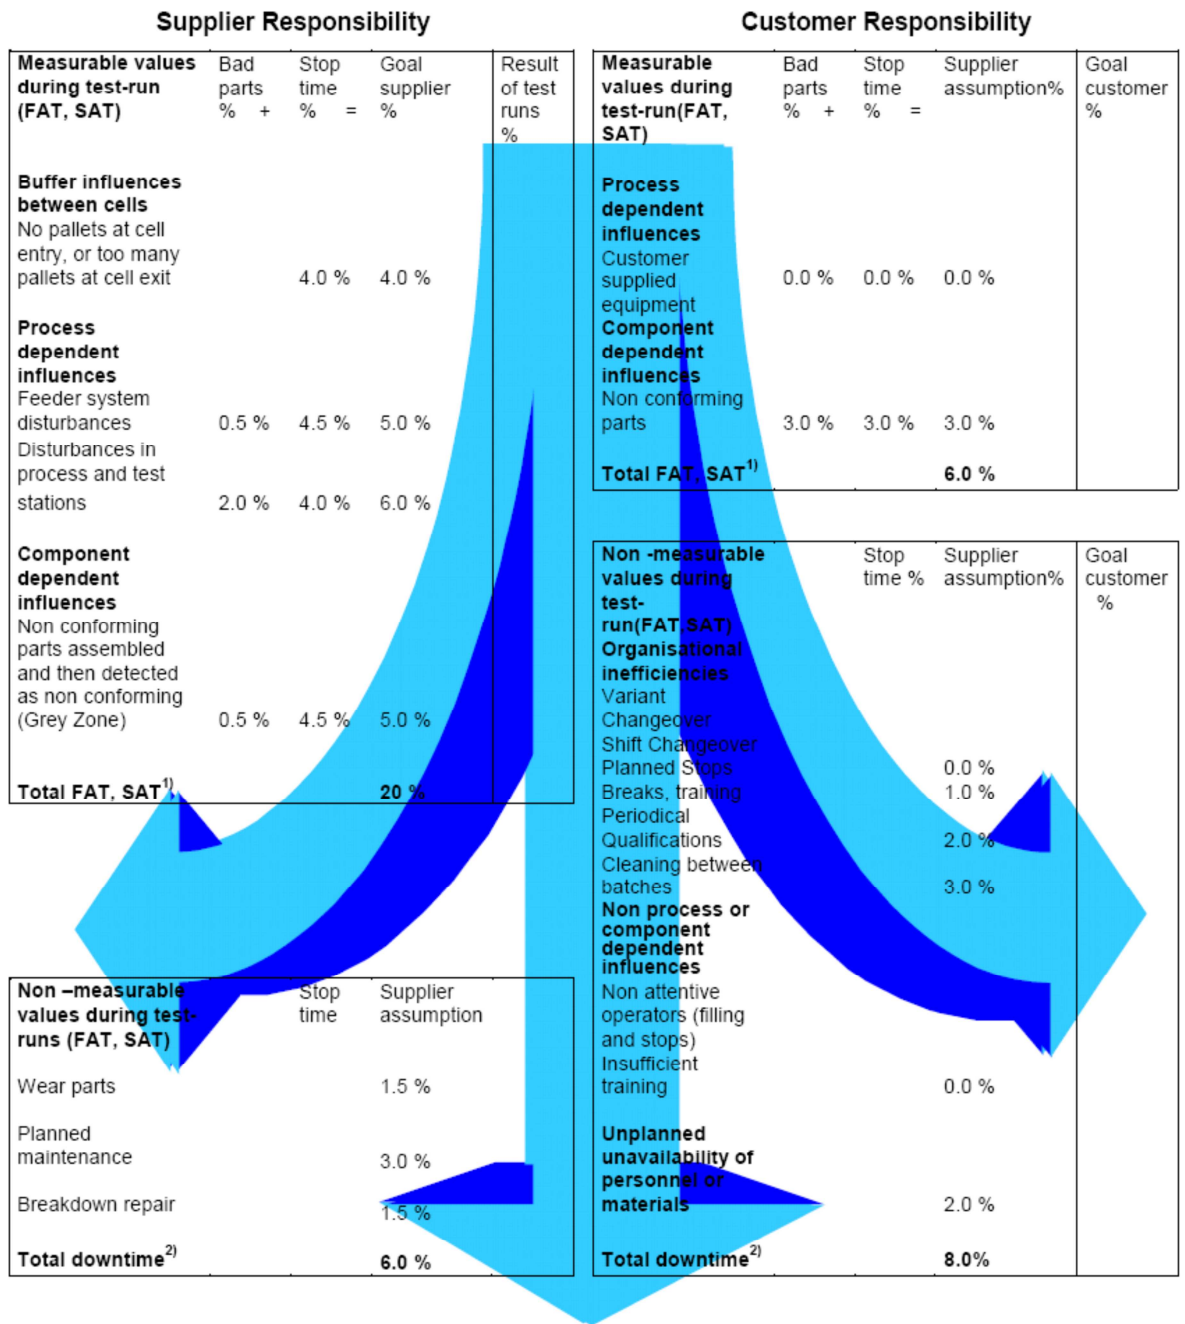 Supplier Responsibility
Measurable values Bad Stop Goal Result
during test-run parts time supplier of test
(FAT, SAT) % + % = % runs
%
Buffer influences
between cells
No pallets at cell
entry, or too many
pallets at cell exit 4.0 % 4.0 %
Process
dependent
influences
Feeder system
disturbances 0.5 % 4.5 % 5.0 %
Disturbances in
process and test
stations 2.0 % 4.0 % 6.0 %
Component
dependent
influences
Non conforming
parts assembled
and then detected
as non conforming
(Grey Zone) 0.5 % 4.5 % 5.0 %
Total FAT, SAT1) 20 %
Non –measurable Stop Supplier
values during test- time assumption
runs (FAT, SAT)
Wear parts 1.5 %
Planned
maintenance 3.0 %
Breakdown repair
1.5 %
Total downtime2) 6.0 %
Customer Responsibility
Measurable Bad Stop Supplier Goal
values during parts time assumption% customer
test-run(FAT, % + % = %
SAT)
Process
dependent
influences
Customer
supplied 0.0 % 0.0 % 0.0 %
equipment
Component
dependent
influences
Non conforming
parts 3.0 % 3.0 % 3.0 %
Total FAT, SAT1) 6.0 %
Non -measurable Stop Supplier Goal
values during time % assumption% customer
test- %
run(FAT,SAT)
Organisational
inefficiencies
Variant
Changeover
Shift Changeover
Planned Stops 0.0 %
Breaks, training 1.0 %
Periodical
Qualifications 2.0 %
Cleaning between
batches 3.0 %
Non process or
component
dependent
influences
Non attentive
operators (filling
and stops)
Insufficient
training 0.0 %
Unplanned
unavailability of
personnel or
materials 2.0 %
Total downtime2) 8.0%